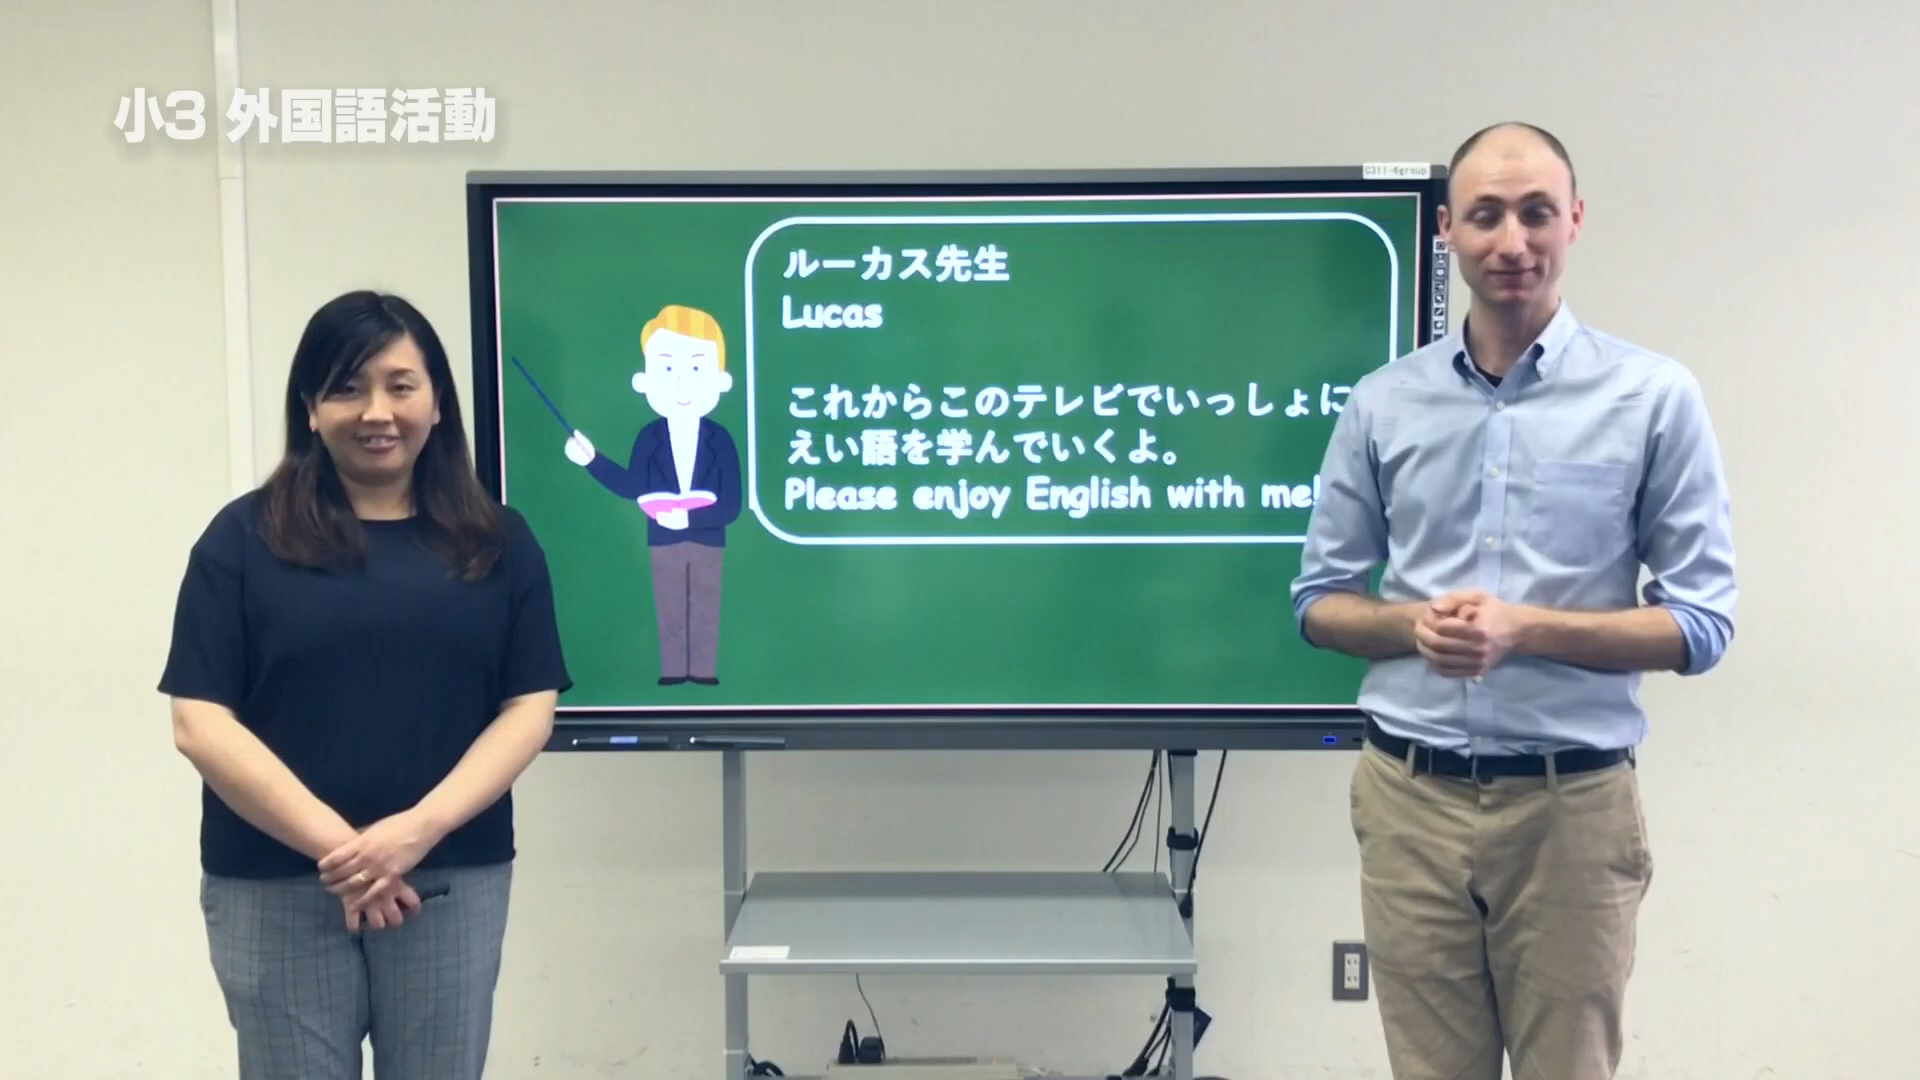 小3 外国語活動
C311-6group
ルーカス先生
Lucas
これからこのテレビでいっしょに
えい語を学んでいくよ。
Please enjoy English with me!